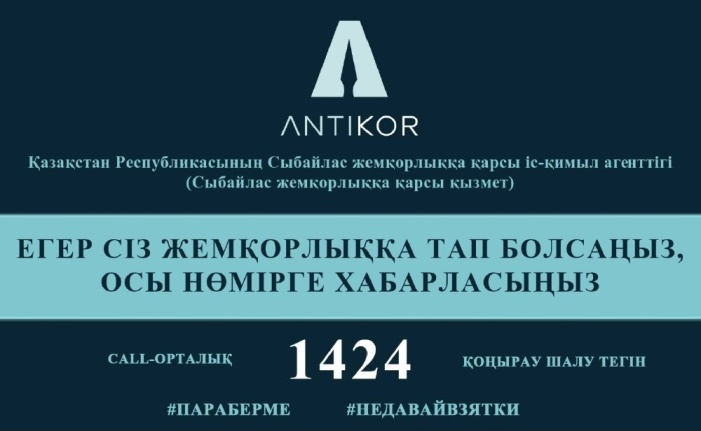 ANTIKOR
Қазақстан Республикасының Сыбайлас жемқорлыққа қарсы іс-қимыл агенттігі
(Сыбайлас жемқорлыққа қарсы қызмет)
ЕГЕР СІЗ ЖЕМҚОРЛЫҚҚА ТАП БОЛСАҢЫЗ,
ОСЫ НӨМІРГЕ ХАБАРЛАСЫҢЫЗ
CALL-ОРТАЛЫҚ 1424 ҚОҢЫРАУ ШАЛУ ТЕГІН
#ПАРАБЕРМЕ #НЕДАВАЙВЗЯТКИ